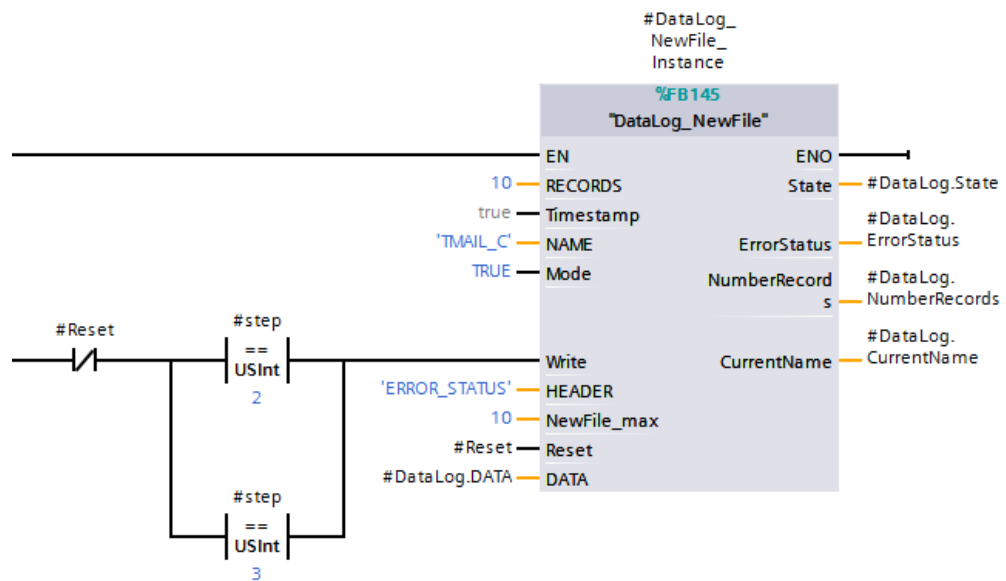 #DataLog_
NewFile_
Instance
%FB145
"DataLog_NewFile"
EN ENO
10 RECORDS State #DataLog.State
true Timestamp
'TMAIL_C' NAME ErrorStatus #DataLog.
ErrorStatus
TRUE Mode NumberRecord
s #DataLog.
NumberRecords
#Reset
#step
==
USInt
2
Write CurrentName #DataLog.
CurrentName
'ERROR_STATUS' HEADER
10 NewFile_max
#Reset Reset
#DataLog.DATA DATA
#step
==
USInt
3